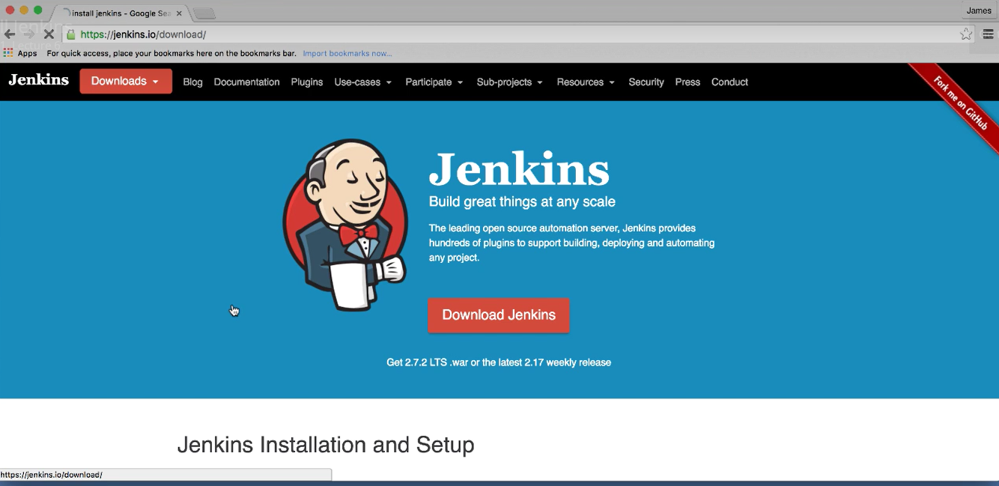 install jenkins - Google Sea
James
https://jenkins.io/download/
Apps For quick access, place your bookmarks here on the bookmarks bar. Import bookmarks now...
Jenkins Downloads Blog Documentation Plugins Use-cases Participate Sub-projects Resources Security Press Conduct
Fork me on GitHub
Jenkins
Build great things at any scale
The leading open source automation server, Jenkins provides
hundreds of plugins to support building, deploying and automating
any project.
Download Jenkins
Get 2.7.2 LTS .war or the latest 2.17 weekly release
Jenkins Installation and Setup
https://jenkins.io/download/